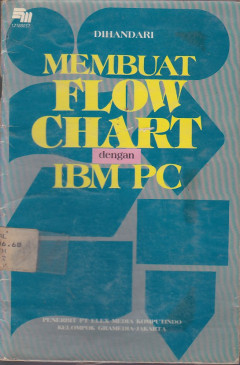 DIHANDARI
MEMBUAT
FLOW
CHART
dengan
IBM PC
PENERBIT PT ELEX MEDIA KOMPUTINDO
KELOMPOK GRAMEDIA-JAKARTA